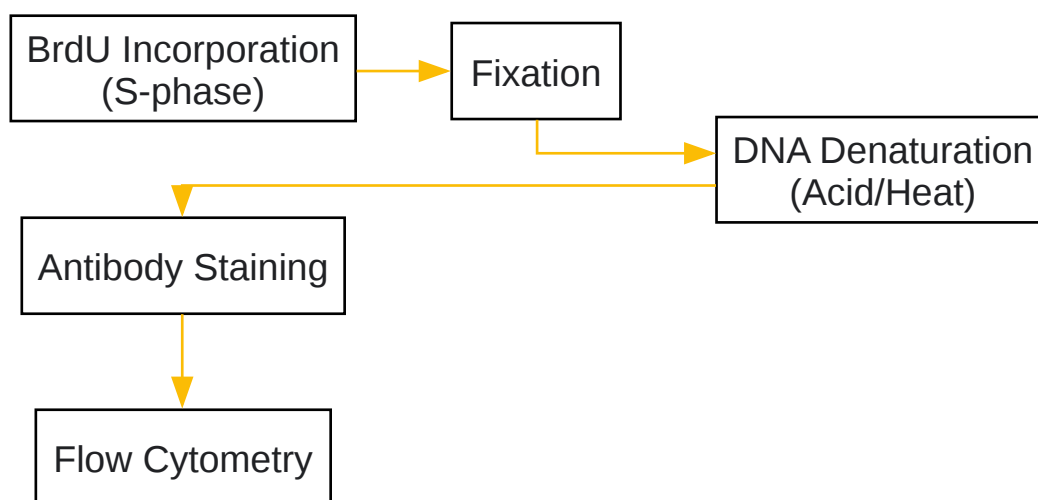 BrdU Incorporation
(S-phase)
Fixation
DNA Denaturation
(Acid/Heat)
Antibody Staining
Flow Cytometry